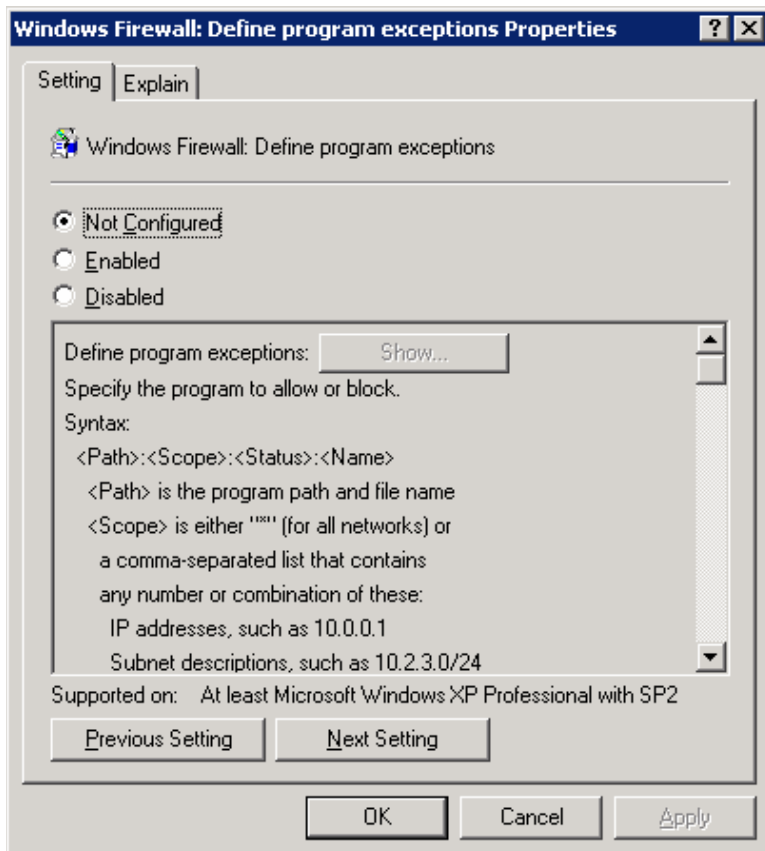 Windows Firewall: Define program exceptions Properties
Setting
Explain
Windows Firewall: Define program exceptions
Not Configured
Enabled
Disabled
Define program exceptions: Show...
Specify the program to allow or block.
Syntax:
<Path>:<Scope>:<Status>:<Name>
<Path> is the program path and file name
<Scope> is either "*" (for all networks) or
a comma-separated list that contains
any number or combination of these:
IP addresses, such as 10.0.0.1
Subnet descriptions, such as 10.2.3.0/24
Supported on: At least Microsoft Windows XP Professional with SP2
Previous Setting Next Setting
OK Cancel Apply